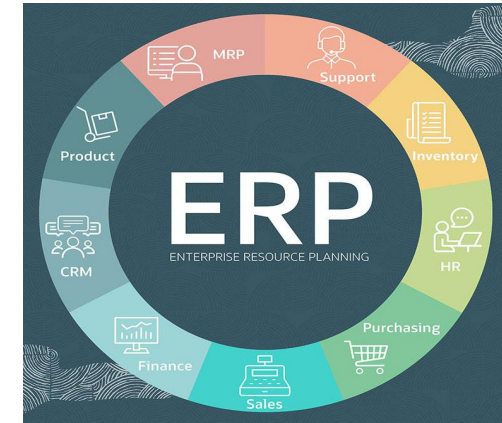 MRP
Support
Product
Inventory
ERP
ENTERPRISE RESOURCE PLANNING
CRM
HR
Purchasing
Finance
Sales